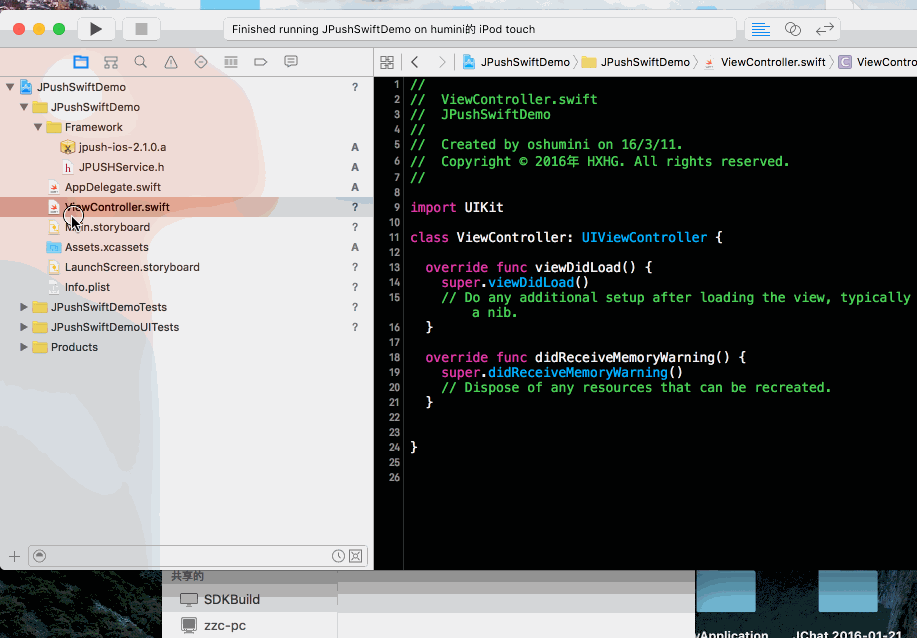 Finished running JPushSwiftDemo on humini的 iPod touch
JPushSwiftDemo
JPushSwiftDemo
ViewController.swift
C
ViewContro
JPushSwiftDemo ?
JPushSwiftDemo
Framework
jpush-ios-2.1.0.a A
h JPUSHService.h A
AppDelegate.swift A
ViewController.swift ?
Main.storyboard ?
Assets.xcassets A
LaunchScreen.storyboard ?
Info.plist ?
JPushSwiftDemoTests ?
JPushSwiftDemoUITests ?
Products
1 //
2 //  ViewController.swift
3 //  JPushSwiftDemo
4 //
5 //  Created by oshumini on 16/3/11.
6 //  Copyright © 2016年 HXHG. All rights reserved.
7 //
8
9 import UIKit
10
11 class ViewController: UIViewController {
12
13   override func viewDidLoad() {
14     super.viewDidLoad()
15     // Do any additional setup after loading the view, typically
a nib.
16   }
17
18   override func didReceiveMemoryWarning() {
19     super.didReceiveMemoryWarning()
20     // Dispose of any resources that can be recreated.
21   }
22
23
24 }
25
26
共享的
SDKBuild
zzc-pc
yApplication
JChat 2016-01-21